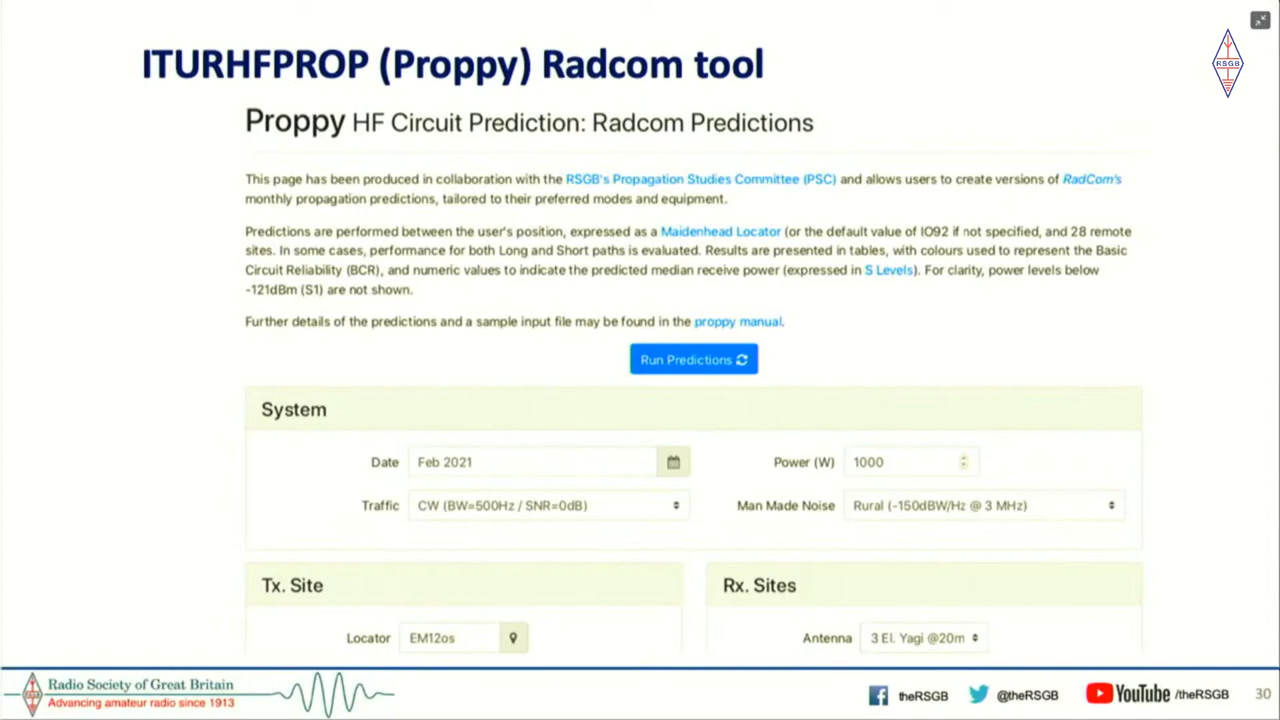 ITURHFPROP (Proppy) Radcom tool
RSGB
Proppy HF Circuit Prediction: Radcom Predictions
This page has been produced in collaboration with the RSGB's Propagation Studies Committee (PSC) and allows users to create versions of RadCom's
monthly propagation predictions, tailored to their preferred modes and equipment.
Predictions are performed between the user's position, expressed as a Maidenhead Locator (or the default value of IO92 if not specified, and 28 remote
sites. In some cases, performance for both Long and Short paths is evaluated. Results are presented in tables, with colours used to represent the Basic
Circuit Reliability (BCR), and numeric values to indicate the predicted median receive power (expressed in S Levels). For clarity, power levels below
-121dBm (S1) are not shown.
Further details of the predictions and a sample input file may be found in the proppy manual.
Run Predictions
System
Date Feb 2021 Power (W) 1000
Traffic CW (BW=500Hz / SNR=0dB) Man Made Noise Rural (-150dBW/Hz @ 3 MHz)
Tx. Site Rx. Sites
Locator EM12os Antenna 3 El. Yagi @20m
Radio Society of Great Britain
Advancing amateur radio since 1913
theRSGB @theRSGB YouTube /theRSGB 30